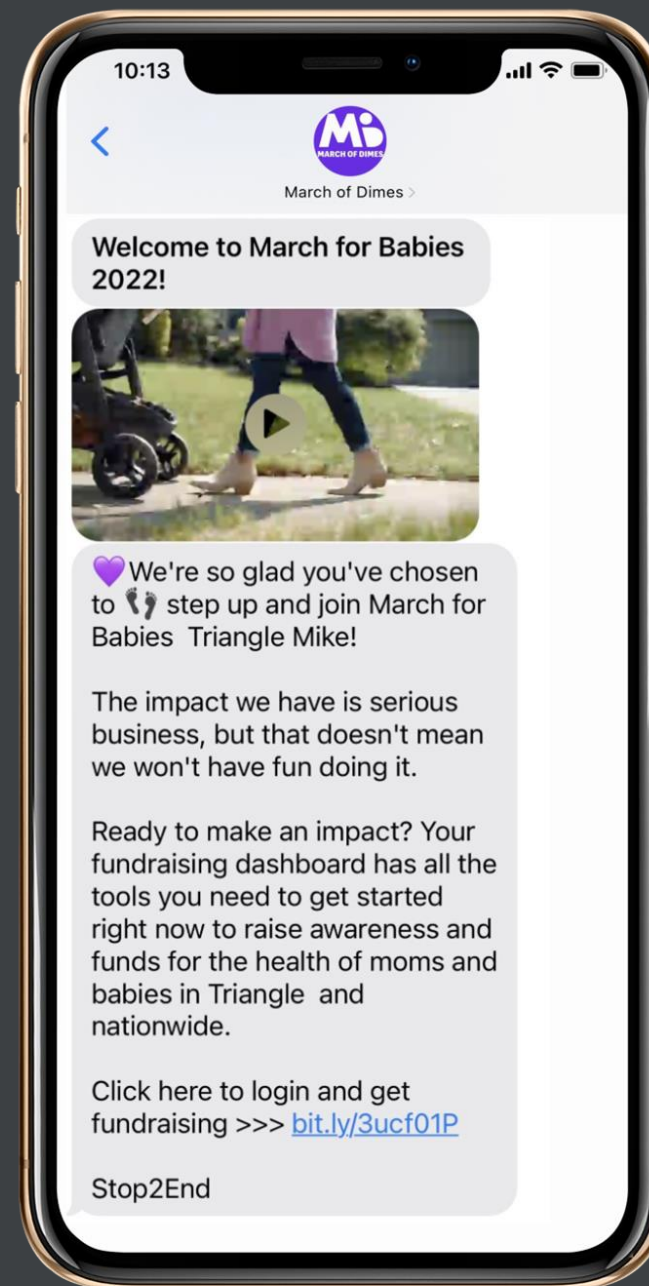 10:13
MARCH OF DIMES
March of Dimes >
Welcome to March for Babies
2022!
💜We're so glad you've chosen
to 👣 step up and join March for
Babies  Triangle Mike!
The impact we have is serious
business, but that doesn't mean
we won't have fun doing it.
Ready to make an impact? Your
fundraising dashboard has all the
tools you need to get started
right now to raise awareness and
funds for the health of moms and
babies in Triangle  and
nationwide.
Click here to login and get
fundraising >>> bit.ly/3ucf01P
Stop2End